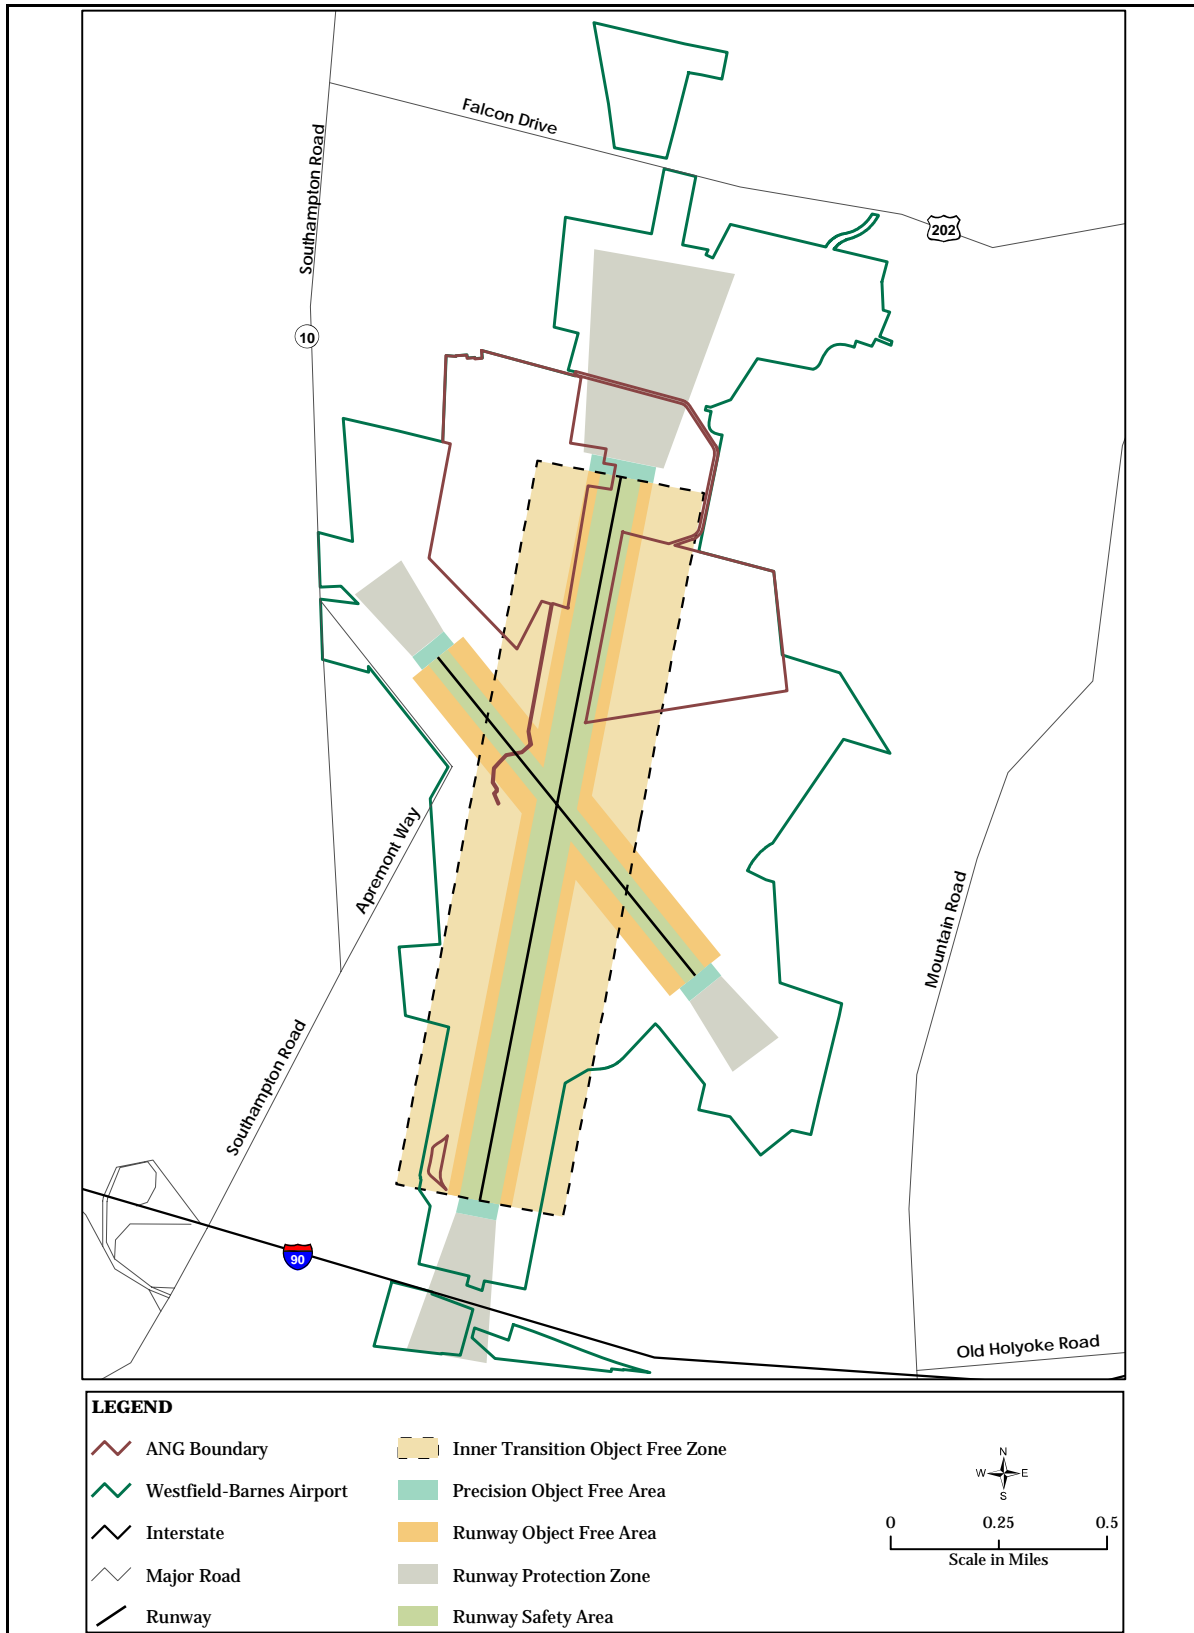 Falcon Drive
Southampton Road
202
10
Apremont Way
Mountain Road
Southampton Road
90
Old Holyoke Road
LEGEND
ANG Boundary
Westfield-Barnes Airport
Interstate
Major Road
Runway
Inner Transition Object Free Zone
Precision Object Free Area
Runway Object Free Area
Runway Protection Zone
Runway Safety Area
N
W E
S
0 0.25 0.5
Scale in Miles